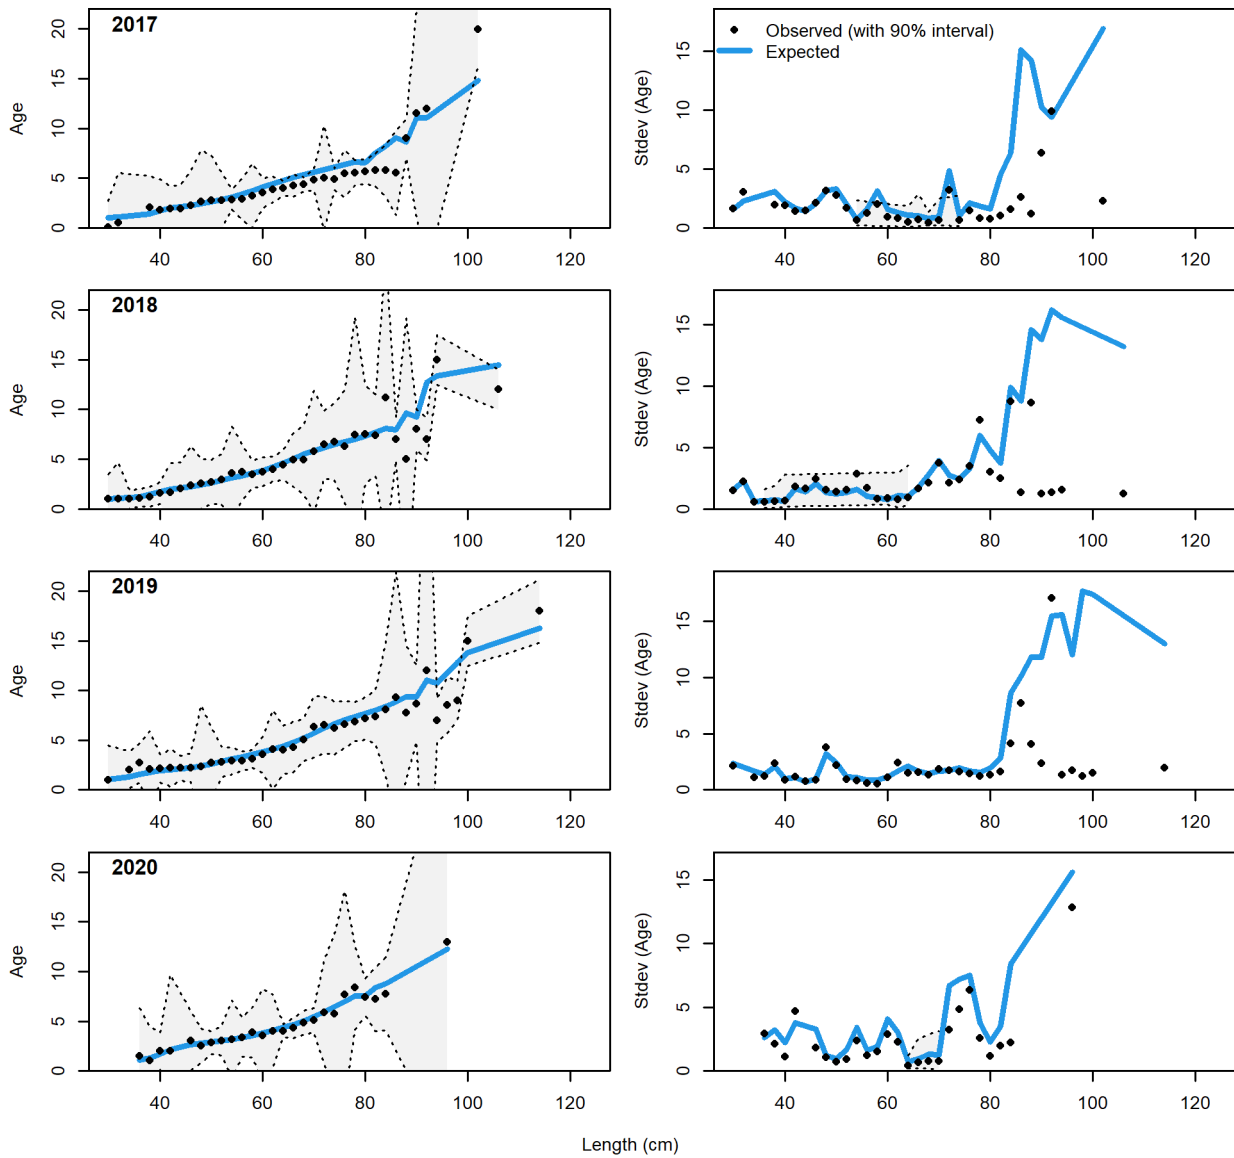 2017
Observed (with 90% interval)
Expected
Age
0 5 10 15 20
40 60 80 100 120
Stdev (Age)
0 5 10 15
40 60 80 100 120
2018
Age
0 5 10 15 20
40 60 80 100 120
Stdev (Age)
0 5 10 15
40 60 80 100 120
2019
Age
0 5 10 15 20
40 60 80 100 120
Stdev (Age)
0 5 10 15
40 60 80 100 120
2020
Age
0 5 10 15 20
40 60 80 100 120
Stdev (Age)
0 5 10 15
40 60 80 100 120
Length (cm)